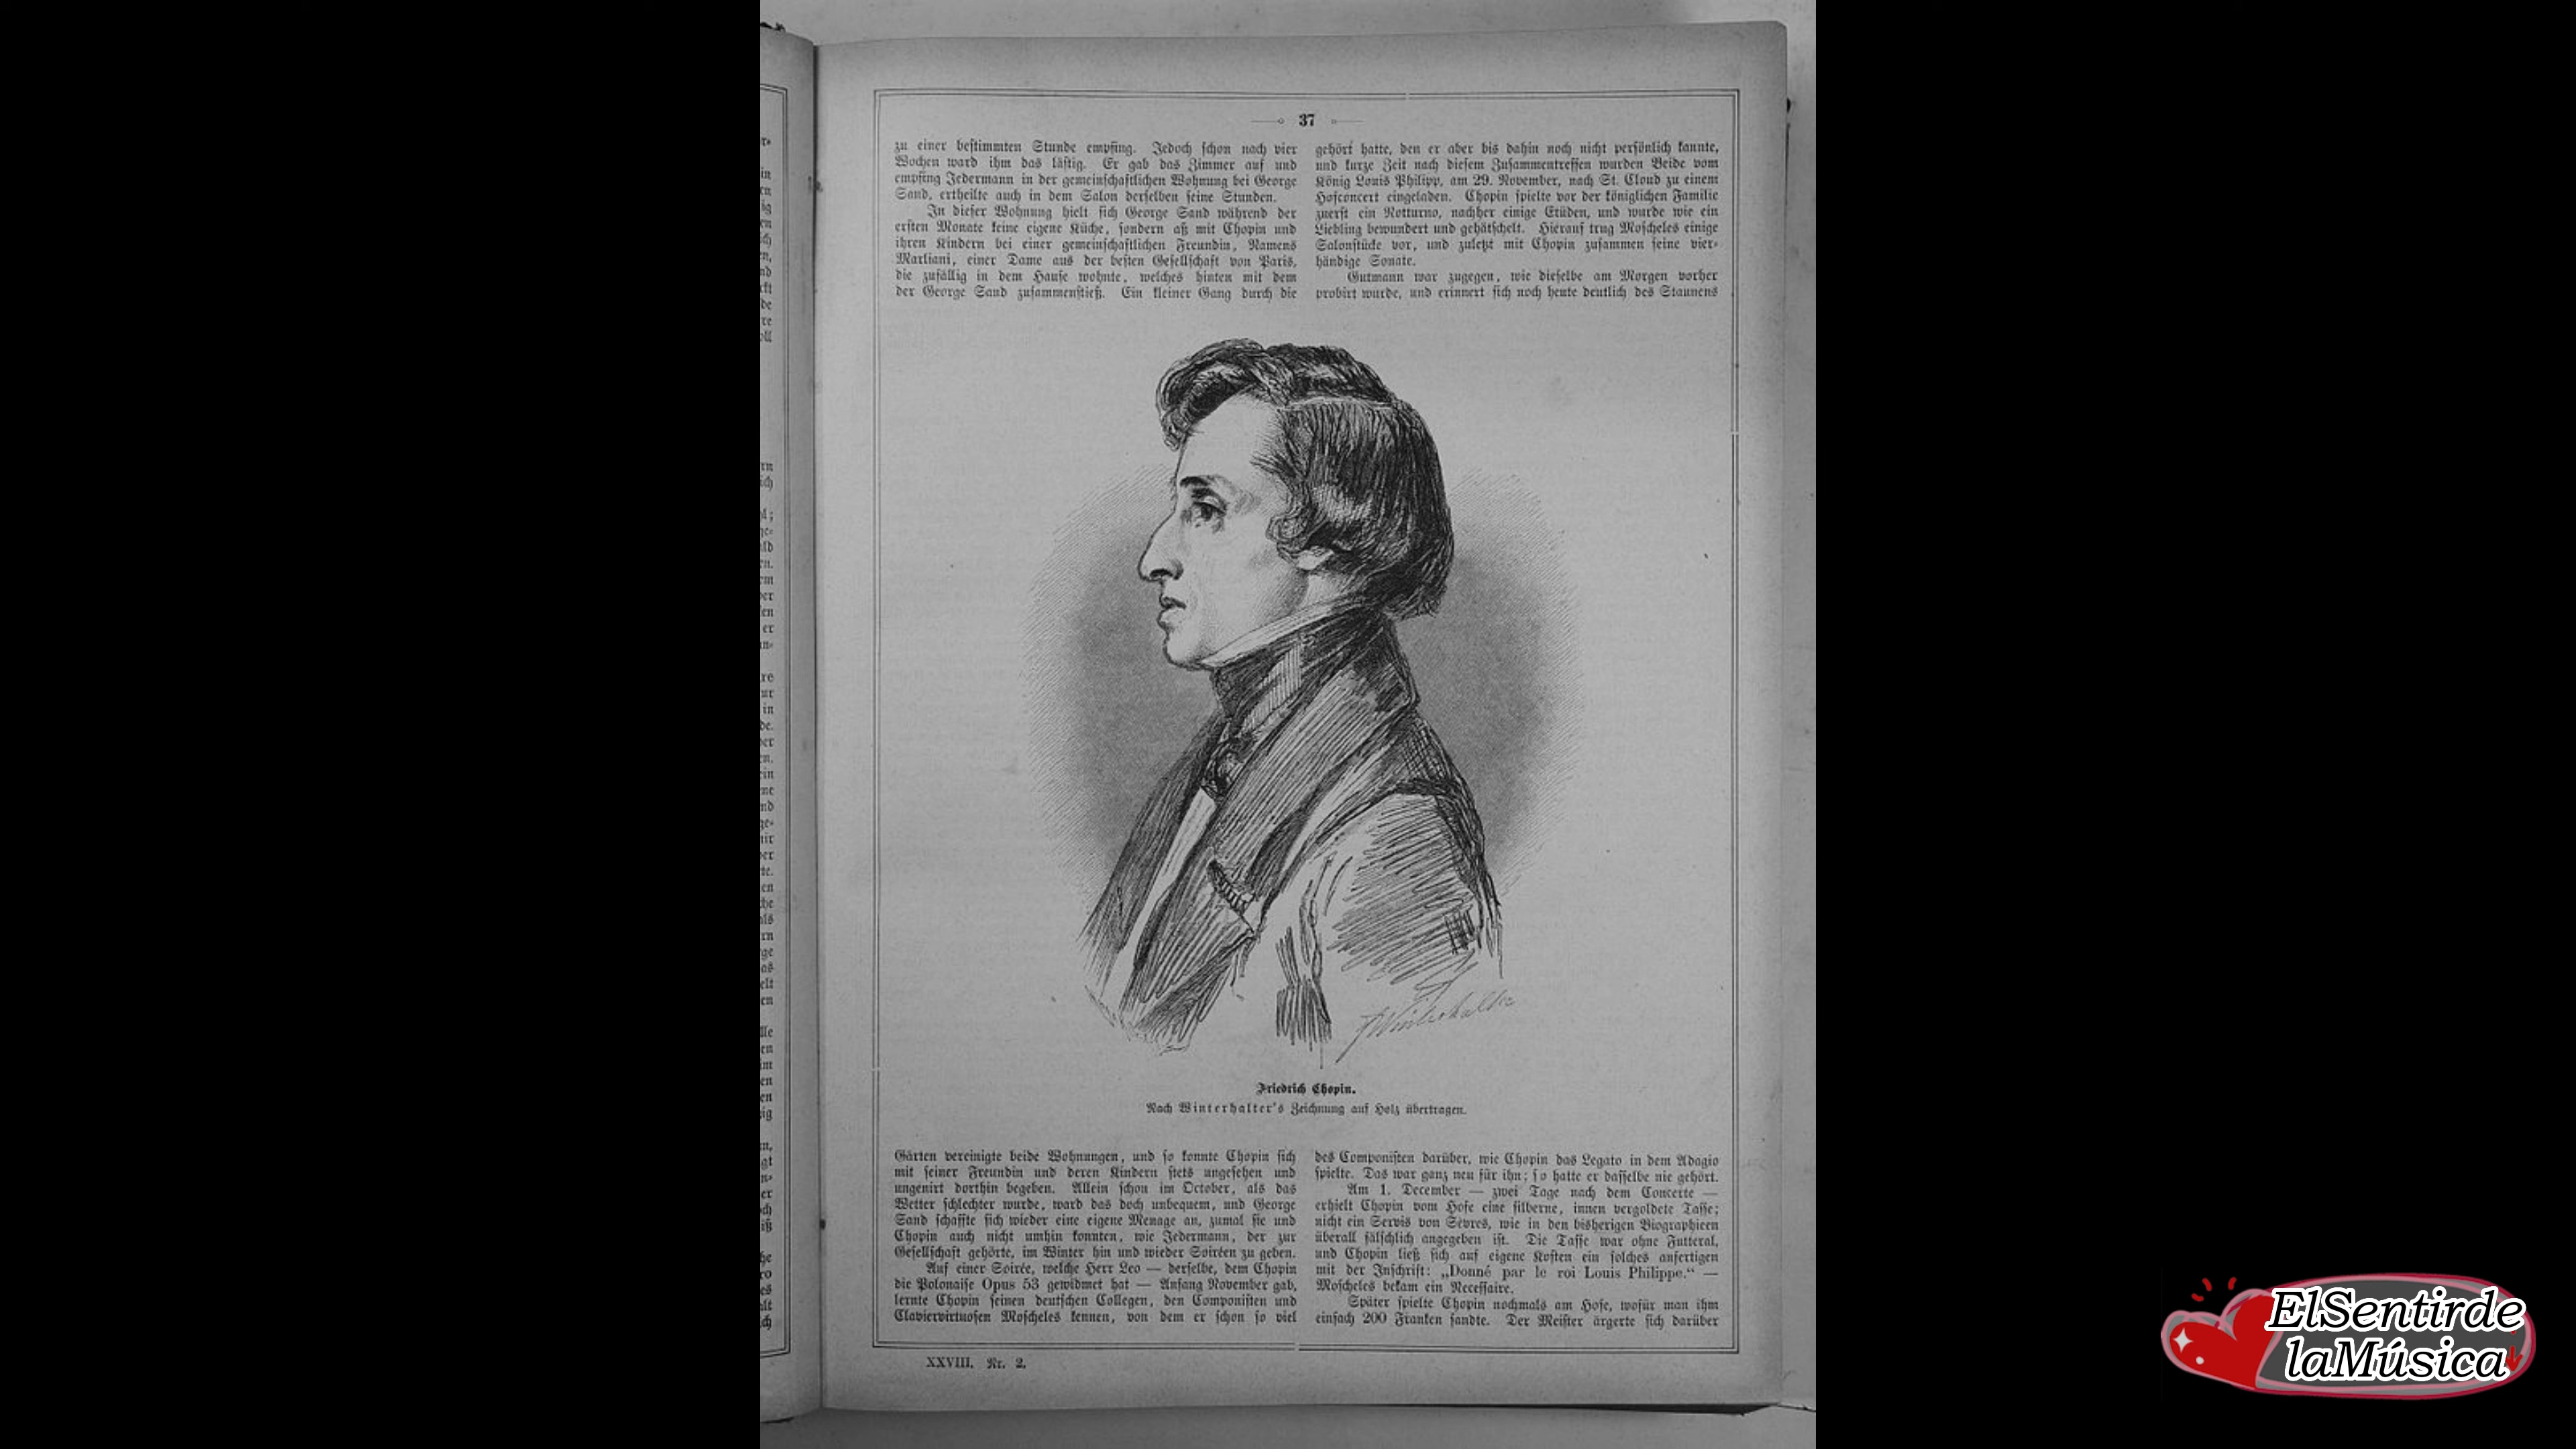 37
zu einer beſtimmten Stunde empfing. Jedoch ſchon nach vier
Wochen ward ihm das läſtig. Er gab das Zimmer auf und
empfing Jedermann in der gemeinſchaftlichen Wohnung bei George
Sand, ertheilte auch in dem Salon derſelben ſeine Stunden.
In dieſer Wohnung hielt ſich George Sand während der
erſten Monate keine eigene Küche, ſondern aß mit Chopin und
ihren Kindern bei einer gemeinſchaftlichen Freundin, Namens
Marliani, einer Dame aus der beſten Geſellſchaft von Paris,
die zufällig in dem Hauſe wohnte, welches hinten mit dem
der George Sand zuſammenſtieß. Ein kleiner Gang durch die
gehört hatte, den er aber bis dahin noch nicht perſönlich kannte,
und kurze Zeit nach dieſem Zuſammentreffen wurden Beide vom
König Louis Philipp, am 29. November, nach St. Cloud zu einem
Hofconcert eingeladen. Chopin ſpielte vor der königlichen Familie
zuerſt ein Notturno, nachher einige Etüden, und wurde wie ein
Liebling bewundert und gehätſchelt. Hierauf trug Moſcheles einige
Salonſtücke vor, und zuletzt mit Chopin zuſammen ſeine vier-
händige Sonate.
Gutmann war zugegen, wie dieſelbe am Morgen vorher
probirt wurde, und erinnert ſich noch heute deutlich des Staunens
F Winterhalter
Friedrich Chopin.
Nach Winterhalter's Zeichnung auf Holz übertragen.
Gärten vereinigte beide Wohnungen, und ſo konnte Chopin ſich
mit ſeiner Freundin und deren Kindern ſtets ungeſehen und
ungenirt dorthin begeben. Allein ſchon im October, als das
Wetter ſchlechter wurde, ward das doch unbequem, und George
Sand ſchaffte ſich wieder eine eigene Menage an, zumal ſie und
Chopin auch nicht umhin konnten, wie Jedermann, der zur
Geſellſchaft gehörte, im Winter hin und wieder Soiréen zu geben.
Auf einer Soirée, welche Herr Leo — derſelbe, dem Chopin
die Polonaiſe Opus 53 gewidmet hat — Anfang November gab,
lernte Chopin ſeinen deutſchen Collegen, den Componiſten und
Claviervirtuoſen Moſcheles kennen, von dem er ſchon ſo viel
des Componiſten darüber, wie Chopin das Legato in dem Adagio
ſpielte. Das war ganz neu für ihn; ſo hatte er daſſelbe nie gehört.
Am 1. December — zwei Tage nach dem Concerte —
erhielt Chopin vom Hofe eine ſilberne, innen vergoldete Taſſe;
nicht ein Servis von Sèvres, wie in den bisherigen Biographieen
überall fälſchlich angegeben iſt. Die Taſſe war ohne Futteral,
und Chopin ließ ſich auf eigene Koſten ein ſolches anfertigen
mit der Inſchrift: „Donné par le roi Louis Philippe.“ —
Moſcheles bekam ein Neceſſaire.
Später ſpielte Chopin nochmals am Hofe, wofür man ihm
einfach 200 Franken ſandte. Der Meiſter ärgerte ſich darüber
XXVIII. Nr. 2.
ElSentirde
laMúsica